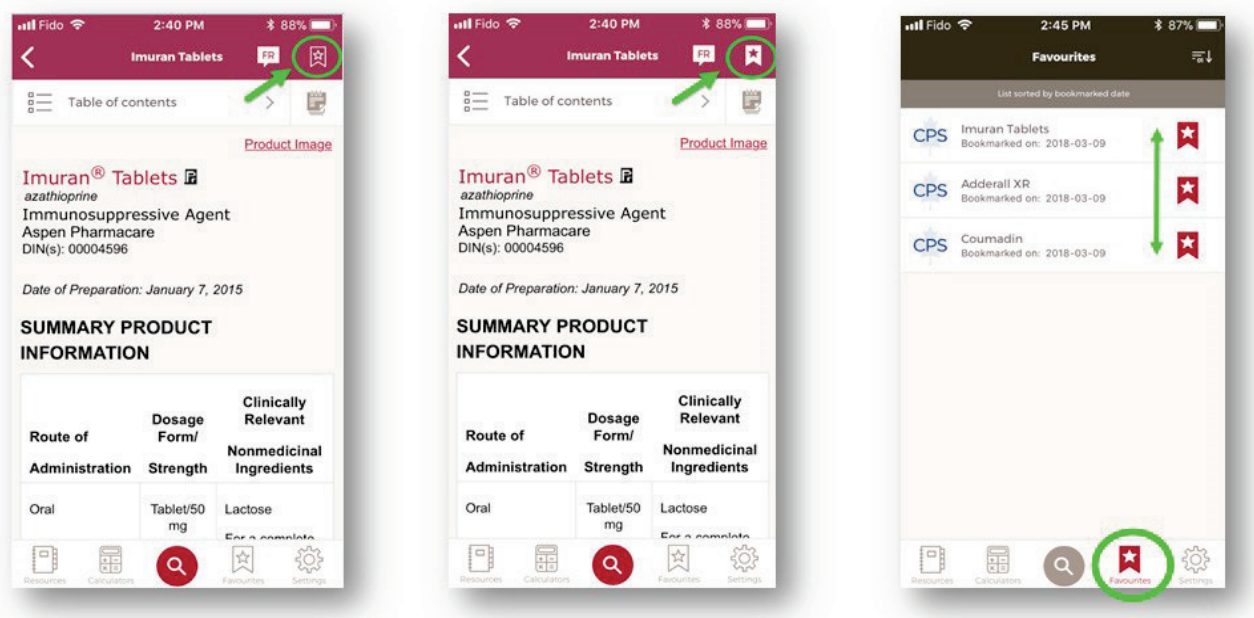 Fido 2:40 PM 88%
Imuran Tablets FR
Table of contents
Product Image
Imuran® Tablets
azathioprine
Immunosuppressive Agent
Aspen Pharmacare
DIN(s): 00004596
Date of Preparation: January 7, 2015
SUMMARY PRODUCT
INFORMATION
Route of
Administration
Dosage
Form/
Strength
Clinically
Relevant
Nonmedicinal
Ingredients
Oral
Tablet/50
mg
Lactose
For a complete
Resources Calculators Favourites Settings
Fido 2:40 PM 88%
Imuran Tablets FR
Table of contents
Product Image
Imuran® Tablets
azathioprine
Immunosuppressive Agent
Aspen Pharmacare
DIN(s): 00004596
Date of Preparation: January 7, 2015
SUMMARY PRODUCT
INFORMATION
Route of
Administration
Dosage
Form/
Strength
Clinically
Relevant
Nonmedicinal
Ingredients
Oral
Tablet/50
mg
Lactose
For a complete
Resources Calculators Favourites Settings
Fido 2:45 PM 87%
Favourites
List sorted by bookmarked date
CPS Imuran Tablets
Bookmarked on: 2018-03-09
CPS Adderall XR
Bookmarked on: 2018-03-09
CPS Coumadin
Bookmarked on: 2018-03-09
Resources Calculators Favourites Settings